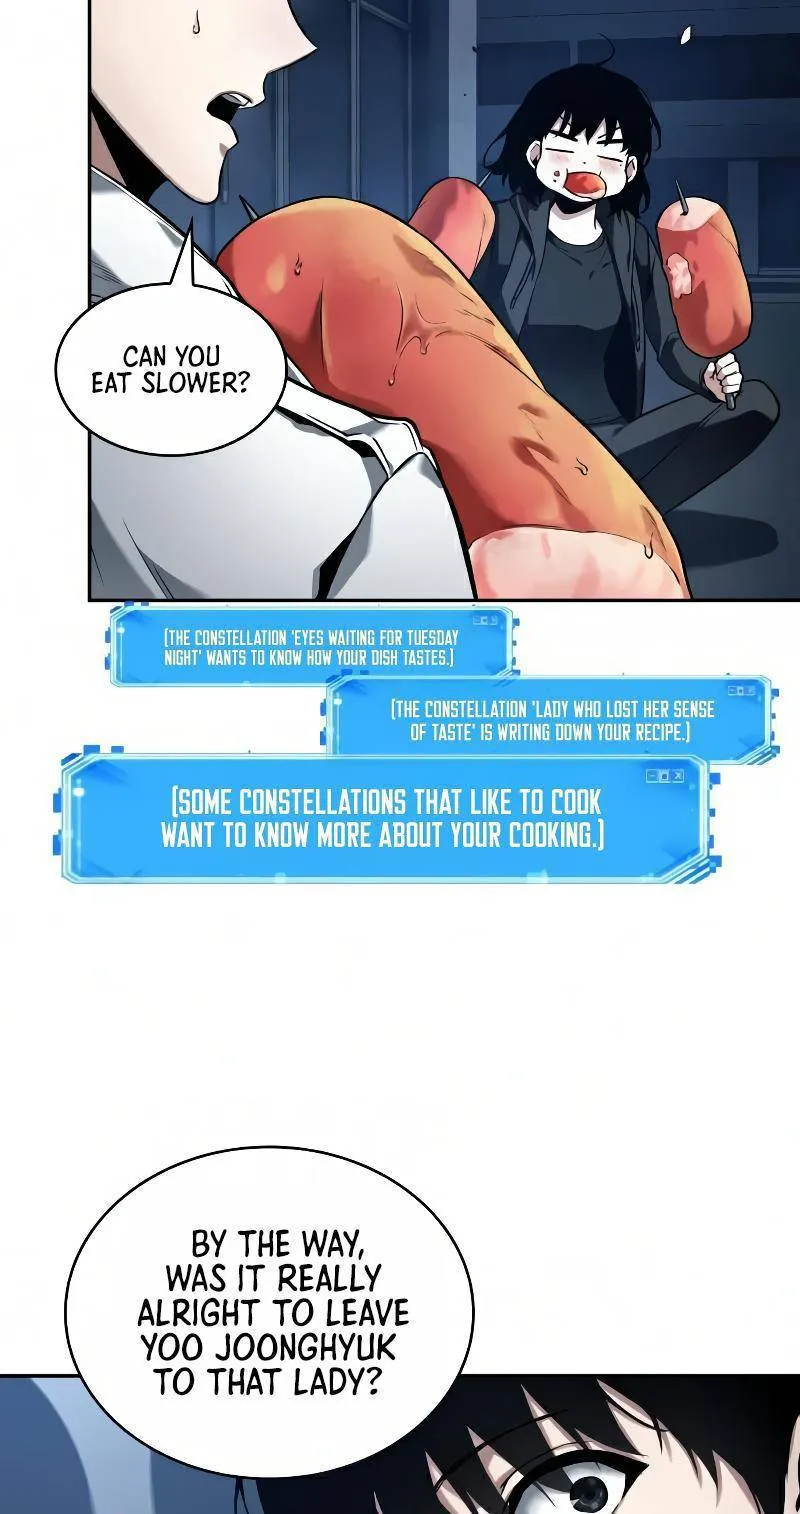 CAN YOU
EAT SLOWER?
[THE CONSTELLATION 'EYES WAITING FOR TUESDAY
NIGHT' WANTS TO KNOW HOW YOUR DISH TASTES.]
[THE CONSTELLATION 'LADY WHO LOST HER SENSE
OF TASTE' IS WRITING DOWN YOUR RECIPE.]
[SOME CONSTELLATIONS THAT LIKE TO COOK
WANT TO KNOW MORE ABOUT YOUR COOKING.]
BY THE WAY,
WAS IT REALLY
ALRIGHT TO LEAVE
YOO JOONGHYUK
TO THAT LADY?